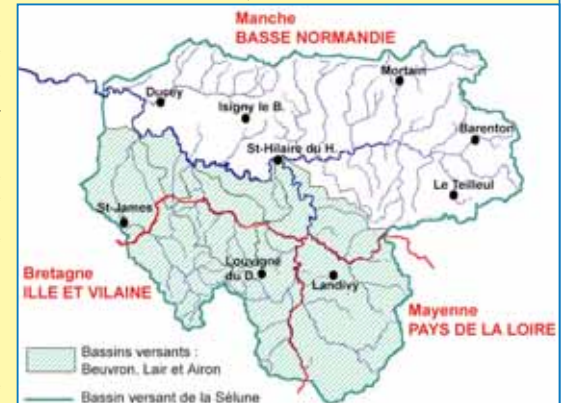 Manche
BASSE NORMANDIE
Mortain
Ducey
Isigny le B.
Barenton
St-Hilaire du H.
Le Teilleul
St-James
Louvigné
du D.
Landivy
Bretagne
ILLE ET VILAINE
Mayenne
PAYS DE LA LOIRE
Bassins versants :
Beuvron, Lair et Airon
Bassin versant de la Sélune